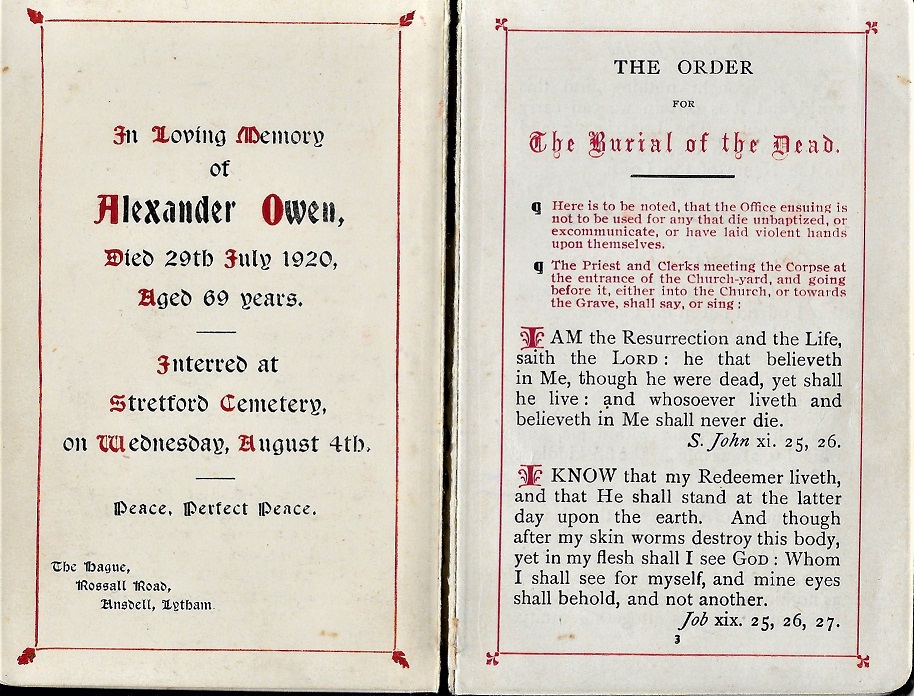 In Loving Memory
of
Alexander Owen,
Died 29th July 1920,
Aged 69 years.
Interred at
Stretford Cemetery,
on Wednesday, August 4th.
Peace, Perfect Peace.
The Hague,
Rossall Road,
Ansdell, Lytham.
THE ORDER
FOR
The Burial of the Dead.
¶ Here is to be noted, that the Office ensuing is
not to be used for any that die unbaptized, or
excommunicate, or have laid violent hands
upon themselves.
¶ The Priest and Clerks meeting the Corpse at
the entrance of the Church-yard, and going
before it, either into the Church, or towards
the Grave, shall say, or sing :
I AM the Resurrection and the Life,
saith the LORD : he that believeth
in Me, though he were dead, yet shall
he live : and whosoever liveth and
believeth in Me shall never die.
S. John xi. 25, 26.
I KNOW that my Redeemer liveth,
and that He shall stand at the latter
day upon the earth. And though
after my skin worms destroy this body,
yet in my flesh shall I see GOD : Whom
I shall see for myself, and mine eyes
shall behold, and not another.
Job xix. 25, 26, 27.
3